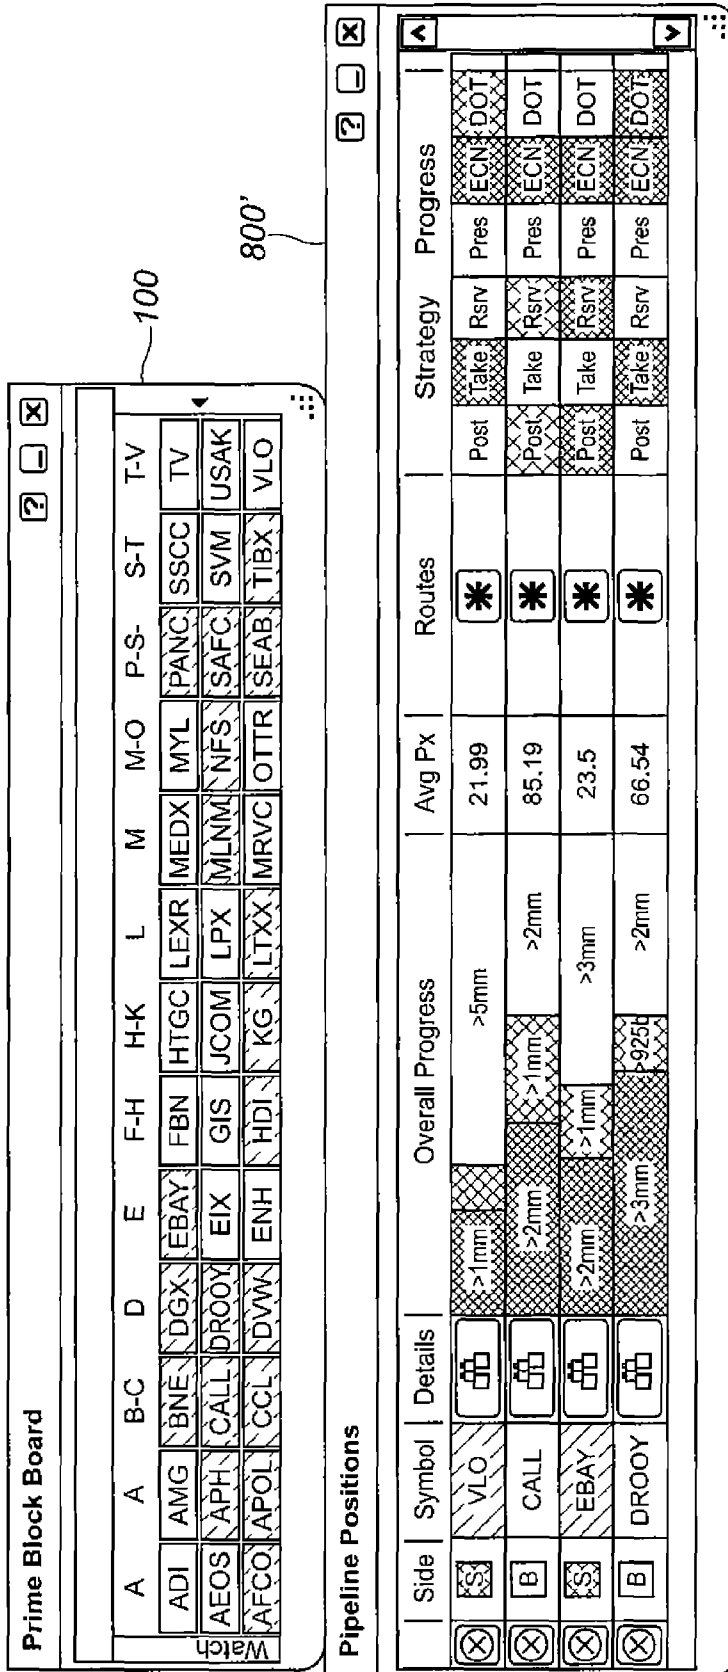 Prime Block Board
?
_
X
100
A A B-C D E F-H H-K L M M-O P-S- S-T T-V
Watch
ADI AMG BNE DGX EBAY FBN HTGC LEXR MEDX MYL PANC SSCC TV
AEOS APH CALL DROOY EIX GIS JCOM LPX MLNM NFS SAFC SVM USAK
AFCO APOL CCL DVW ENH HDI KG LTXX MRVC OTTR SEAB TIBX VLO
800'
Pipeline Positions
?
_
X
Side Symbol Details Overall Progress Avg Px Routes Strategy Progress
S VLO >1mm >5mm 21.99 Post Take Rsrv Pres ECN DOT
B CALL >2mm >1mm >2mm 85.19 Post Take Rsrv Pres ECN DOT
S EBAY >2mm >1mm >3mm 23.5 Post Take Rsrv Pres ECN DOT
B DROOY >3mm >925b >2mm 66.54 Post Take Rsrv Pres ECN DOT